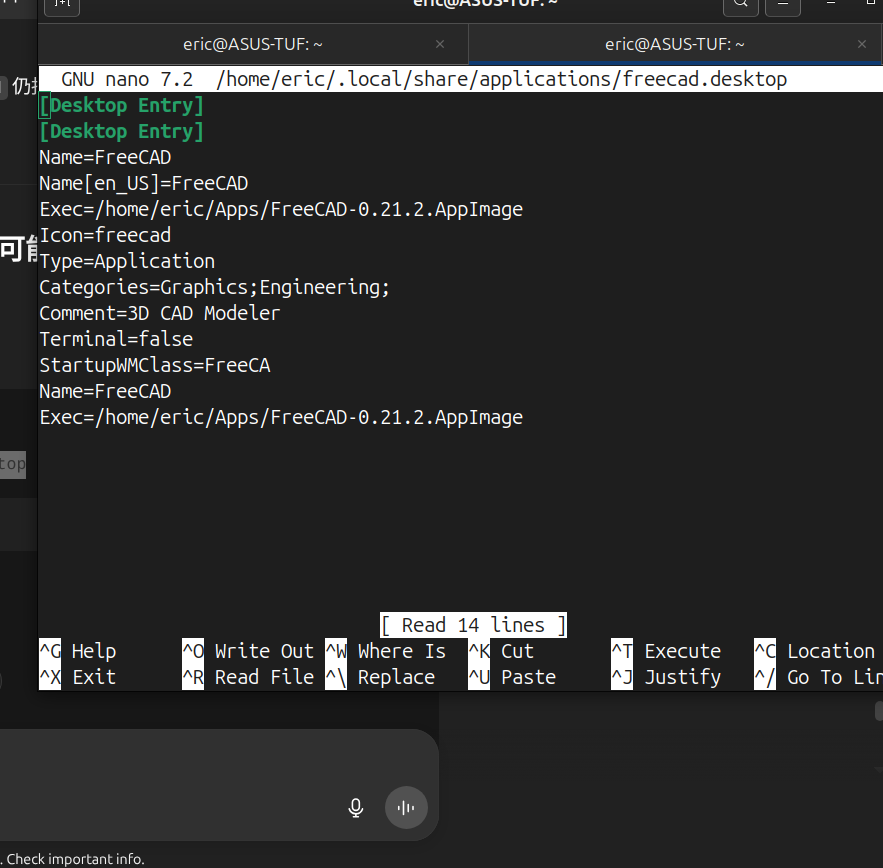 eric@ASUS-TUF: ~
eric@ASUS-TUF: ~ ×
eric@ASUS-TUF: ~ ×
仍
GNU nano 7.2 /home/eric/.local/share/applications/freecad.desktop
[Desktop Entry]
[Desktop Entry]
Name=FreeCAD
Name[en_US]=FreeCAD
Exec=/home/eric/Apps/FreeCAD-0.21.2.AppImage
可
Icon=freecad
Type=Application
Categories=Graphics;Engineering;
Comment=3D CAD Modeler
Terminal=false
StartupWMClass=FreeCA
Name=FreeCAD
Exec=/home/eric/Apps/FreeCAD-0.21.2.AppImage
top
[ Read 14 lines ]
^G Help ^O Write Out ^W Where Is ^K Cut ^T Execute ^C Location
^X Exit ^R Read File ^\ Replace ^U Paste ^J Justify ^/ Go To Lin
. Check important info.